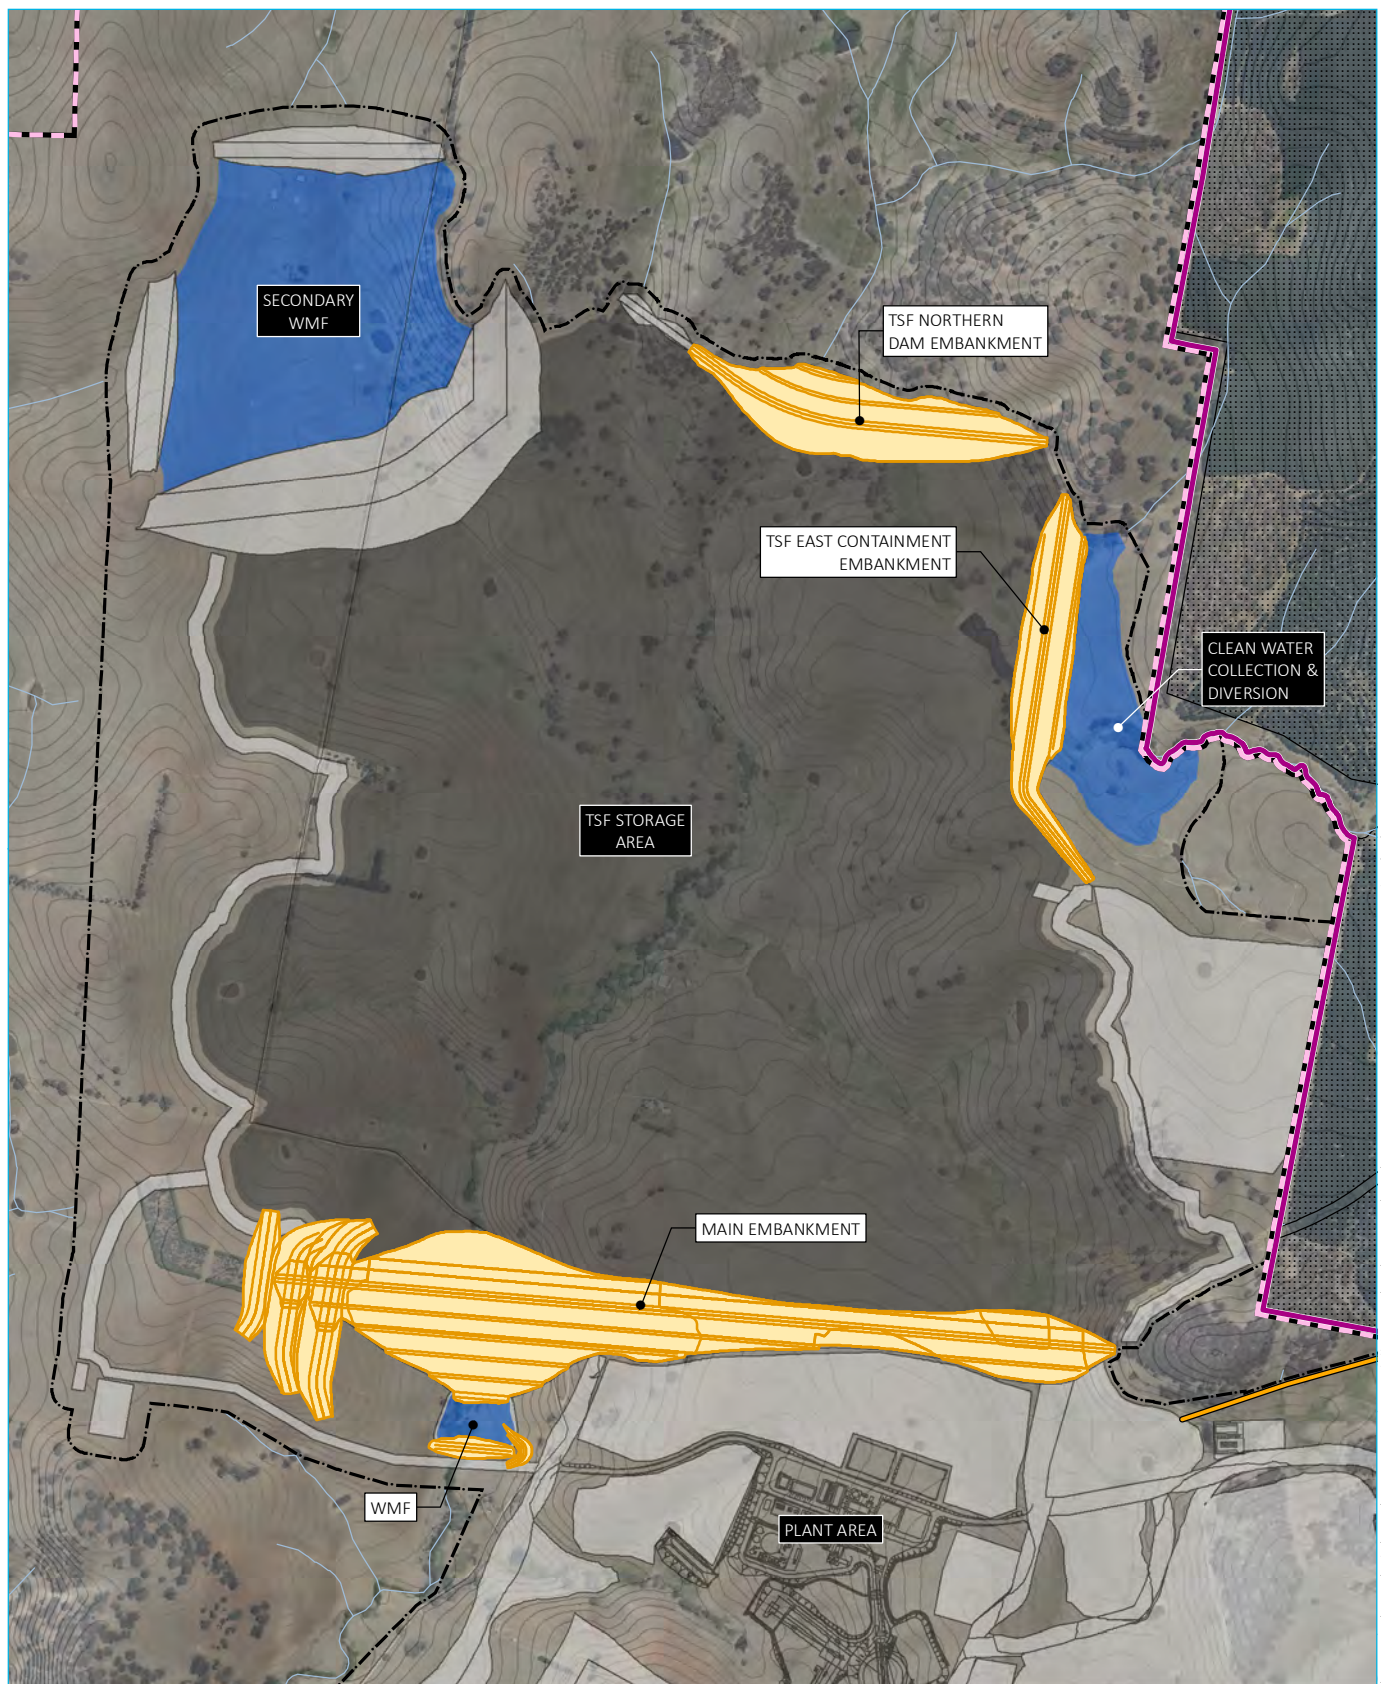 SECONDARY
WMF
TSF NORTHERN
DAM EMBANKMENT
TSF EAST CONTAINMENT
EMBANKMENT
CLEAN WATER
COLLECTION &
DIVERSION
TSF STORAGE
AREA
MAIN EMBANKMENT
WMF
PLANT AREA